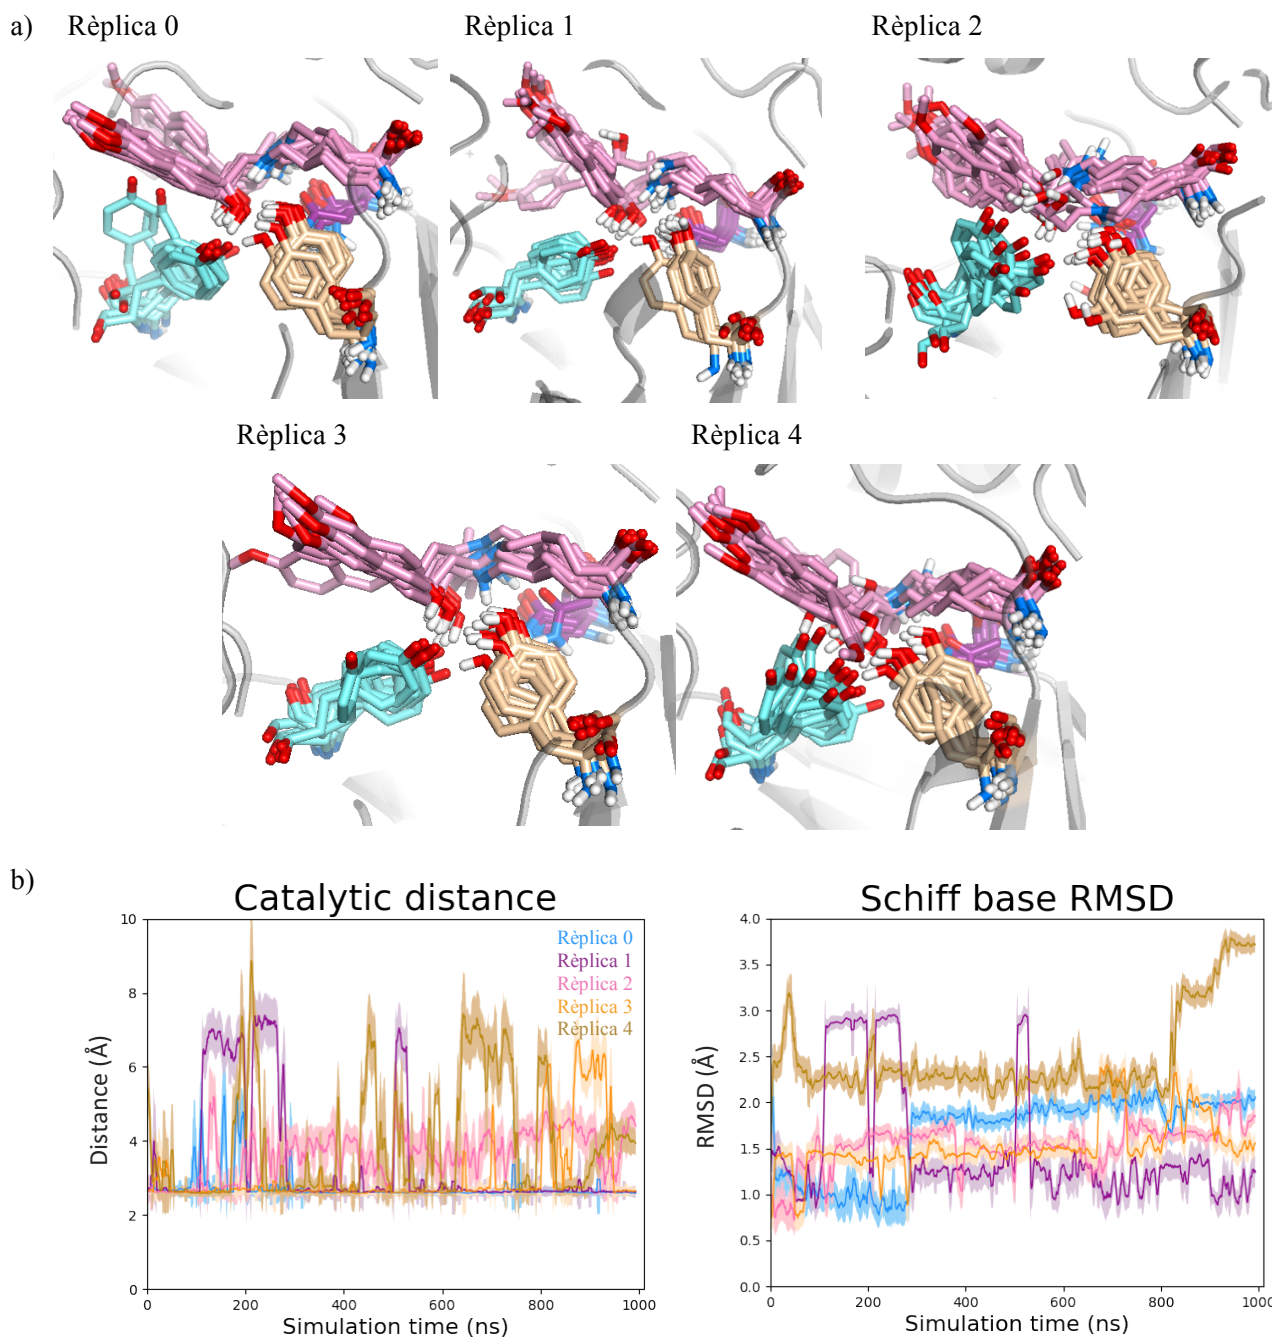 a) Rèplica 0 Rèplica 1 Rèplica 2
Rèplica 3 Rèplica 4
b)
Catalytic distance
Distance (Å)
10
8
6
4
2
0
Rèplica 0
Rèplica 1
Rèplica 2
Rèplica 3
Rèplica 4
0 200 400 600 800 1000
Simulation time (ns)
Schiff base RMSD
RMSD (Å)
4.0
3.5
3.0
2.5
2.0
1.5
1.0
0.5
0.0
0 200 400 600 800 1000
Simulation time (ns)